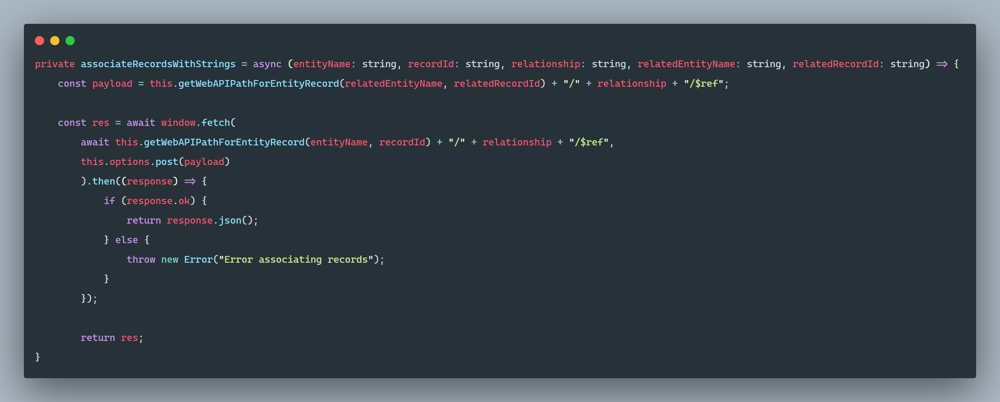 private associateRecordsWithStrings = async (entityName: string, recordId: string, relationship: string, relatedEntityName: string, relatedRecordId: string) => {
    const payload = this.getWebAPIPathForEntityRecord(relatedEntityName, relatedRecordId) + "/" + relationship + "/$ref";

    const res = await window.fetch(
        await this.getWebAPIPathForEntityRecord(entityName, recordId) + "/" + relationship + "/$ref",
        this.options.post(payload)
        ).then((response) => {
            if (response.ok) {
                return response.json();
            } else {
                throw new Error("Error associating records");
            }
        });

        return res;
}